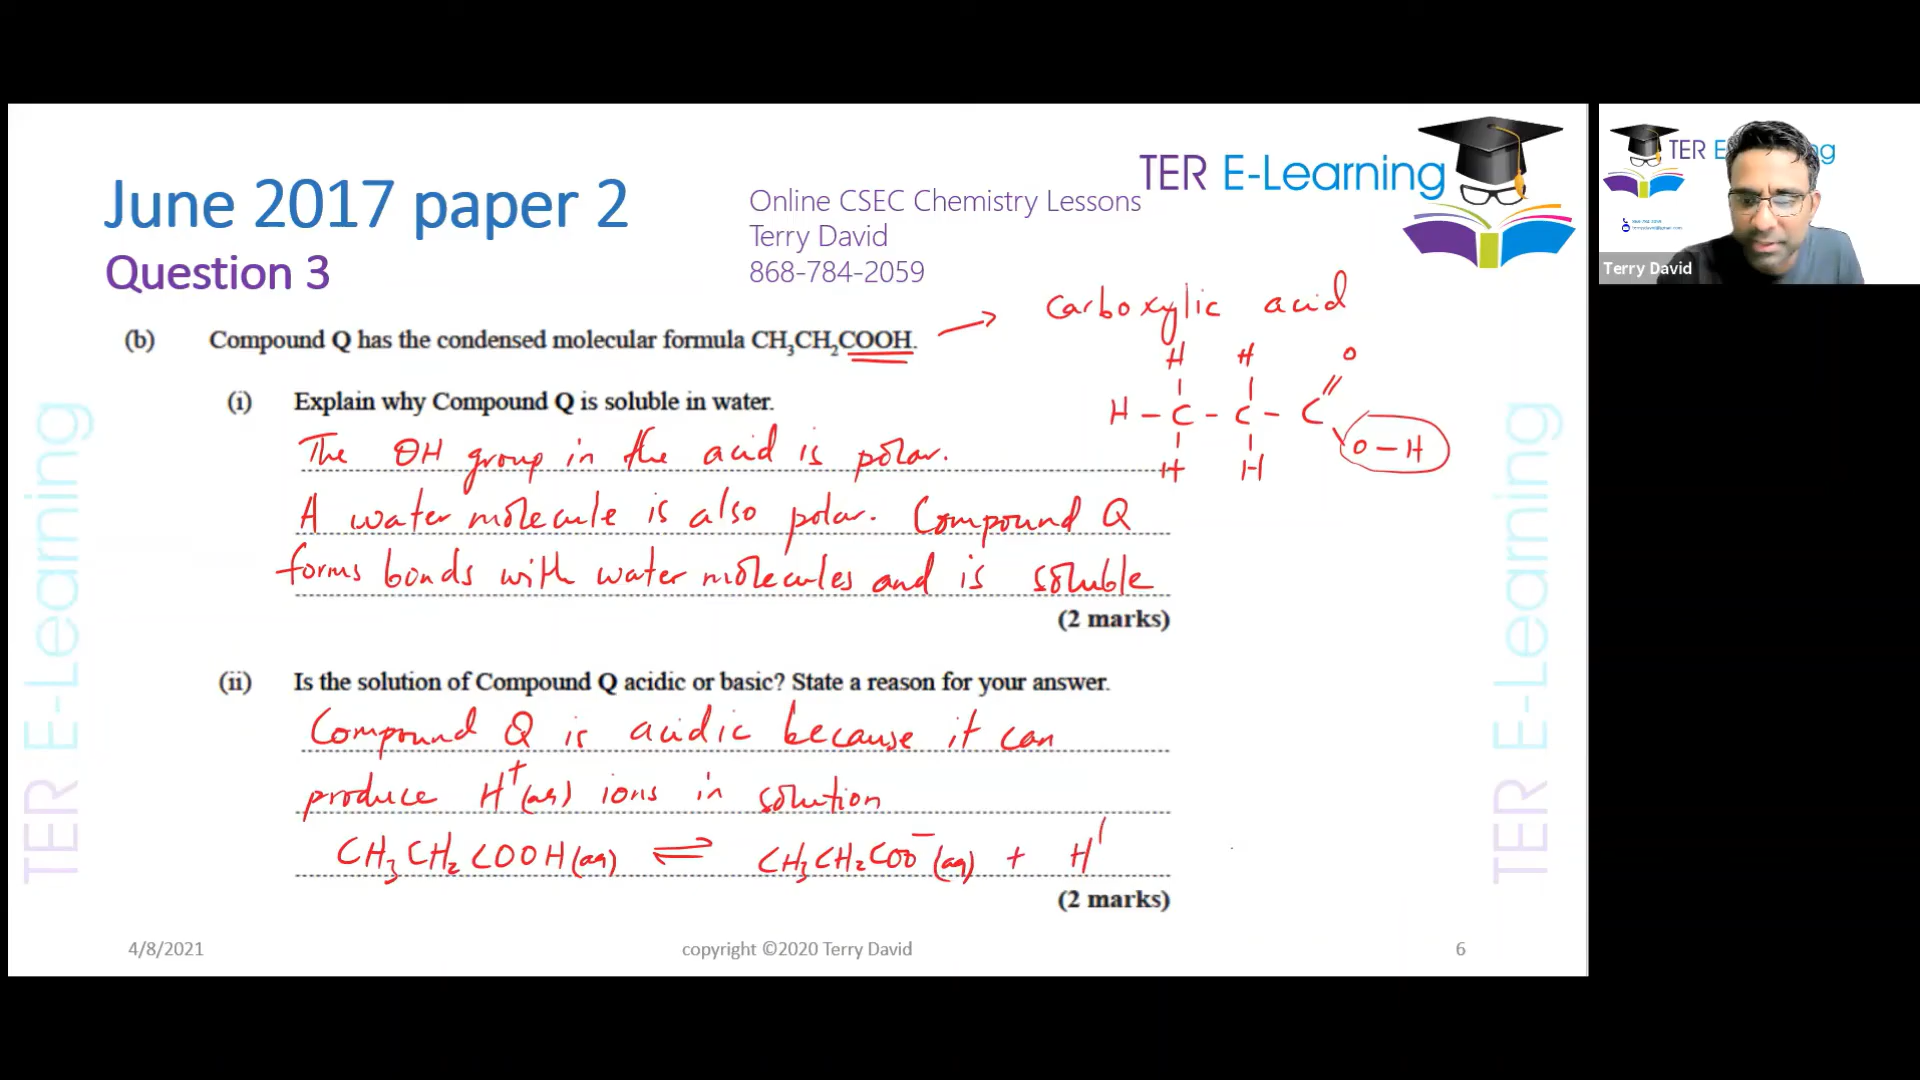 June 2017 paper 2
Question 3
Online CSEC Chemistry Lessons
Terry David
868-784-2059
TER E-Learning
TER E-Learning
Terry David
(b) Compound Q has the condensed molecular formula CH₃CH₂COOH.
carboxylic acid
H H O
H – C – C – C
O – H
H H
(i) Explain why Compound Q is soluble in water.
The OH group in the acid is polar.
A water molecule is also polar. Compound Q
forms bonds with water molecules and is soluble
(2 marks)
(ii) Is the solution of Compound Q acidic or basic? State a reason for your answer.
Compound Q is acidic because it can
produce H⁺(aq) ions in solution
CH₃CH₂COOH(aq) ⇌ CH₃CH₂COO⁻(aq) + H
(2 marks)
TER E-Learning
TER E-Learning
4/8/2021 copyright ©2020 Terry David 6